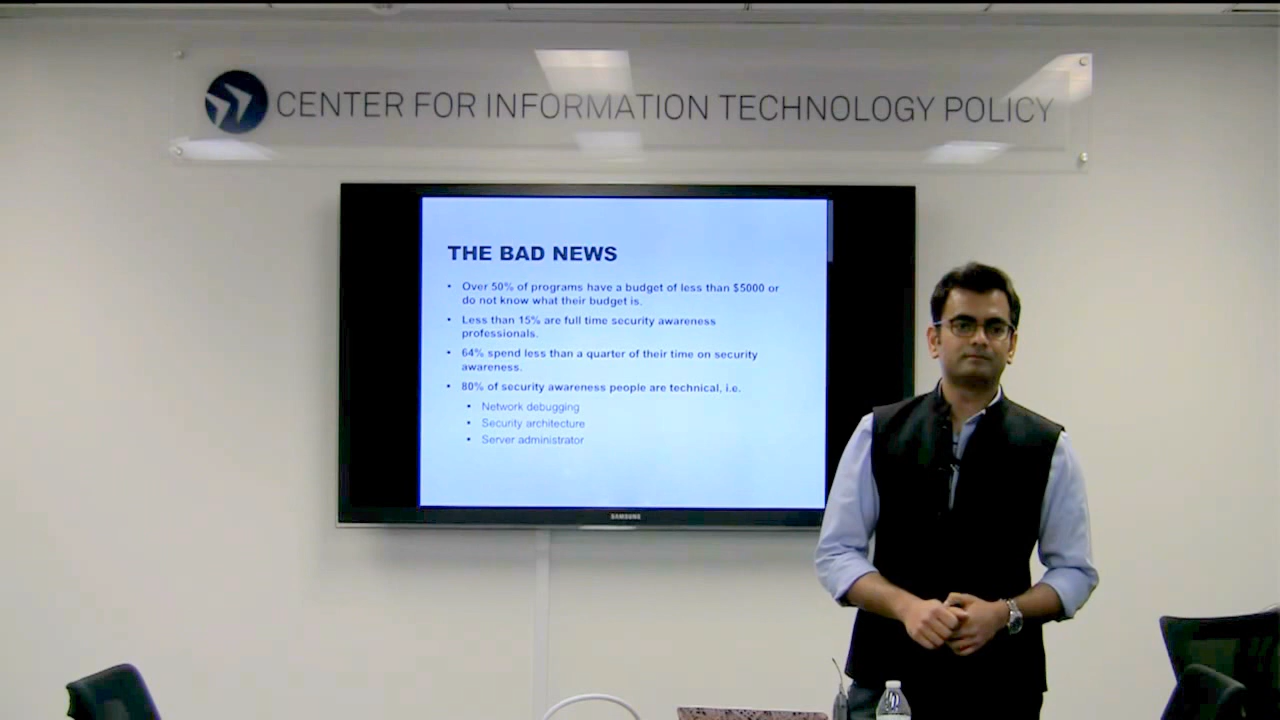 CENTER FOR INFORMATION TECHNOLOGY POLICY
THE BAD NEWS
• Over 50% of programs have a budget of less than $5000 or
do not know what their budget is.
• Less than 15% are full time security awareness
professionals.
• 64% spend less than a quarter of their time on security
awareness.
• 80% of security awareness people are technical, i.e.
• Network debugging
• Security architecture
• Server administrator
SAMSUNG